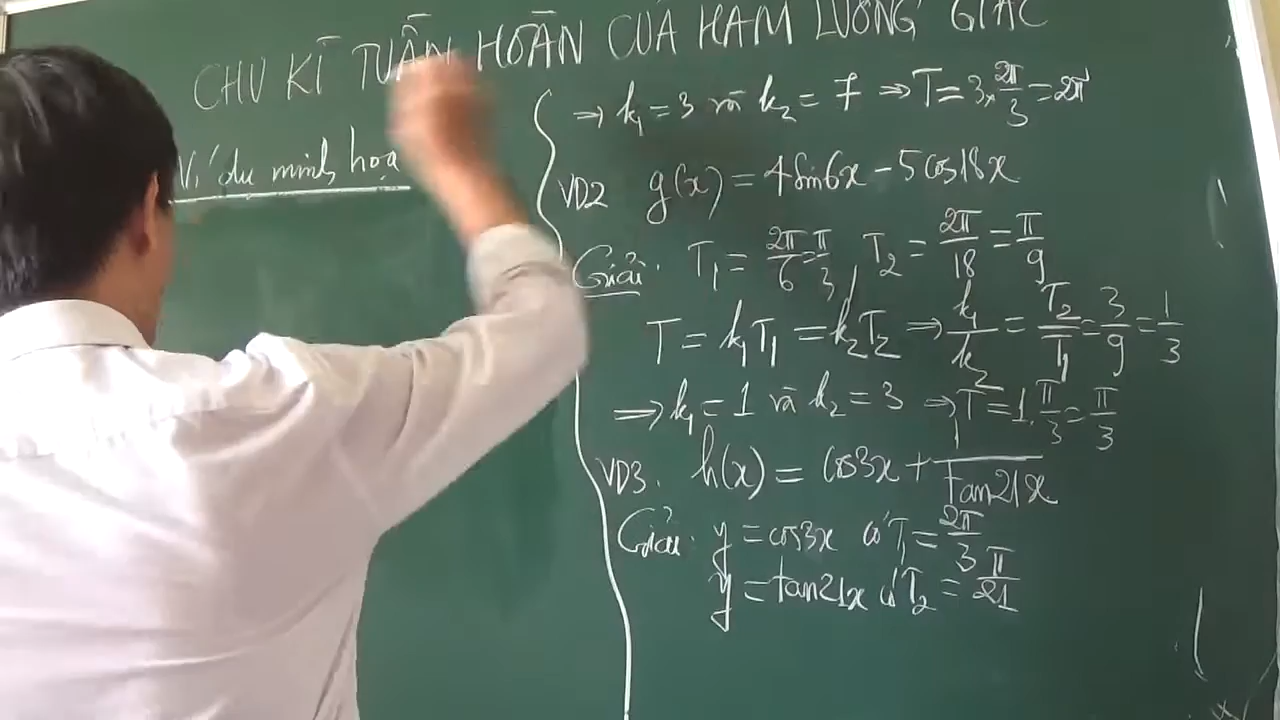 CHU KĪ TUẦN HOÀN CỦA HÀM LƯỢNG GIÁC
Ví dụ minh hoạ
⇒ k₁ = 3 và k₂ = 7 ⇒ T = 3.2π/3 = 2π
VD2 g(x) = 4sin6x - 5cos18x
Giải: T₁ = 2π/6 = π/3, T₂ = 2π/18 = π/9
T = k₁T₁ = k₂T₂ ⇒ k₁/k₂ = T₂/T₁ = 3/9 = 1/3
⇒ k₁ = 1 và k₂ = 3 ⇒ T = 1.π/3 = π/3
VD3. h(x) = cos3x + 1/tan21x
Giải: y = cos3x có T₁ = 2π/3
y = tan21x có T₂ = π/21